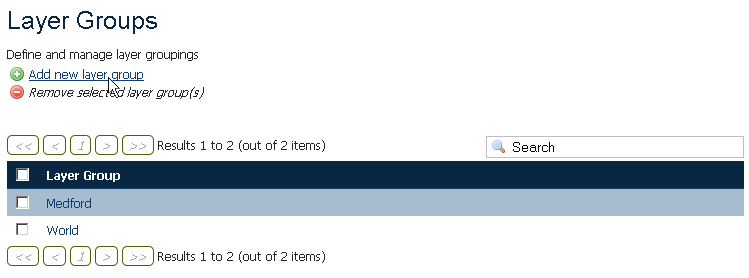 Layer Groups
Define and manage layer groupings
Add new layer group
Remove selected layer group(s)
<< < 1 > >> Results 1 to 2 (out of 2 items) Search
Layer Group
Medford
World
<< < 1 > >> Results 1 to 2 (out of 2 items)